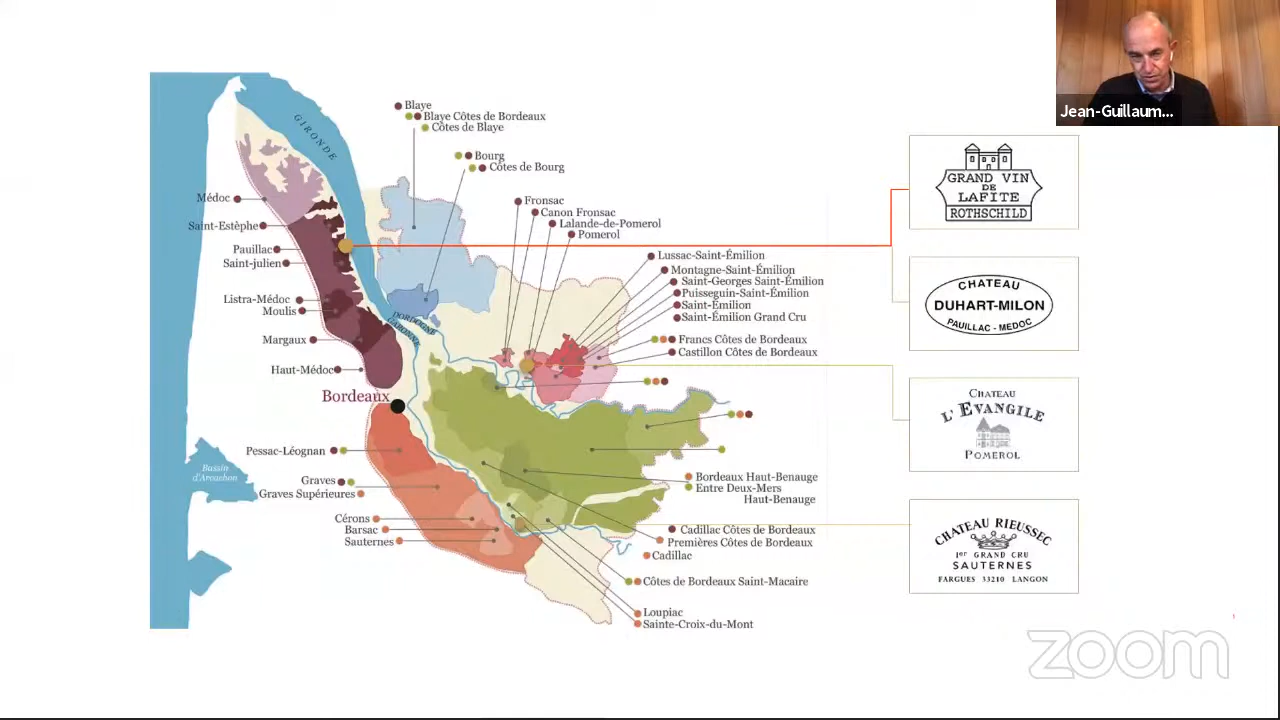 Jean-Guillaum...
GIRONDE
Blaye
Blaye Côtes de Bordeaux
Côtes de Blaye
Bourg
Côtes de Bourg
Fronsac
Canon Fronsac
Lalande-de-Pomerol
Pomerol
Médoc
Saint-Estèphe
Pauillac
Saint-julien
Listra-Médoc
Moulis
Margaux
Haut-Médoc
Bordeaux
DORDOGNE
GARONNE
Lussac-Saint-Émilion
Montagne-Saint-Émilion
Saint-Georges Saint-Émilion
Puisseguin-Saint-Émilion
Saint-Émilion
Saint-Émilion Grand Cru
Francs Côtes de Bordeaux
Castillon Côtes de Bordeaux
Pessac-Léognan
Bassin
d'Arcachon
Graves
Graves Supérieures
Cérons
Barsac
Sauternes
Bordeaux Haut-Benauge
Entre Deux-Mers
Haut-Benauge
Cadillac Côtes de Bordeaux
Premières Côtes de Bordeaux
Cadillac
Côtes de Bordeaux Saint-Macaire
Loupiac
Sainte-Croix-du-Mont
GRAND VIN
DE
LAFITE
ROTHSCHILD
CHATEAU
DUHART-MILON
PAUILLAC - MEDOC
CHATEAU
L'EVANGILE
POMEROL
CHATEAU RIEUSSEC
1er GRAND CRU
SAUTERNES
FARGUES 33210 LANGON
zoom